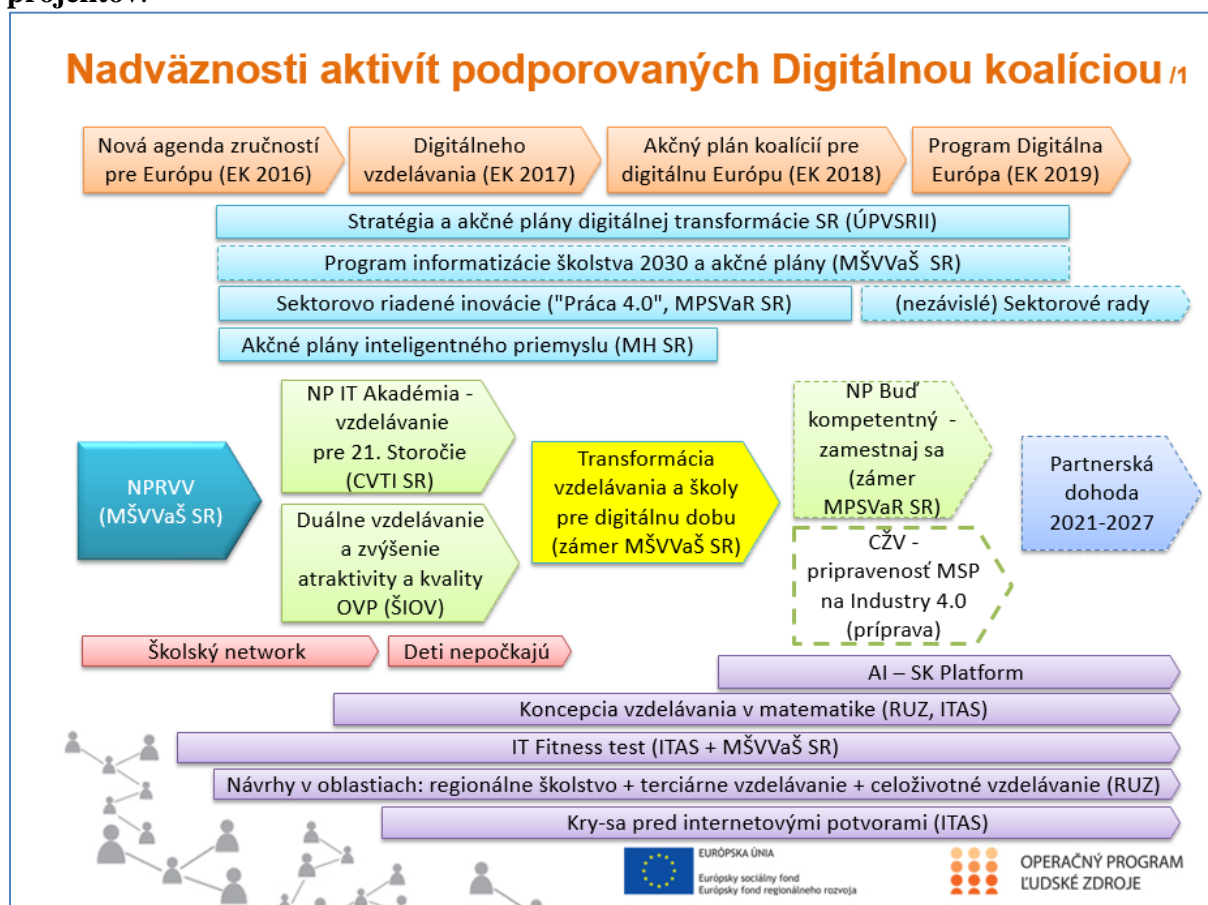 projektov.
Nadväznosti aktivít podporovaných Digitálnou koalíciou /1
Nová agenda zručností
pre Európu (EK 2016)
Digitálneho
vzdelávania (EK 2017)
Akčný plán koalícií pre
digitálnu Európu (EK 2018)
Program Digitálna
Európa (EK 2019)
Stratégia a akčné plány digitálnej transformácie SR (ÚPVSRII)
Program informatizácie školstva 2030 a akčné plány (MŠVVaŠ SR)
Sektorovo riadené inovácie ("Práca 4.0", MPSVaR SR)
(nezávislé) Sektorové rady
Akčné plány inteligentného priemyslu (MH SR)
NPRVV
(MŠVVaŠ SR)
NP IT Akadémia -
vzdelávanie
pre 21. Storočie
(CVTI SR)
Duálne vzdelávanie
a zvýšenie
atraktivity a kvality
OVP (ŠIOV)
Transformácia
vzdelávania a školy
pre digitálnu dobu
(zámer MŠVVaŠ SR)
NP Buď
kompetentný -
zamestnaj sa
(zámer
MPSVaR SR)
CŽV -
pripravenosť MSP
na Industry 4.0
(príprava)
Partnerská
dohoda
2021-2027
Školský network
Deti nepočkajú
AI – SK Platform
Koncepcia vzdelávania v matematike (RUZ, ITAS)
IT Fitness test (ITAS + MŠVVaŠ SR)
Návrhy v oblastiach: regionálne školstvo + terciárne vzdelávanie + celoživotné vzdelávanie (RUZ)
Kry-sa pred internetovými potvorami (ITAS)
EURÓPSKA ÚNIA
Európsky sociálny fond
Európsky fond regionálneho rozvoja
OPERAČNÝ PROGRAM
ĽUDSKÉ ZDROJE